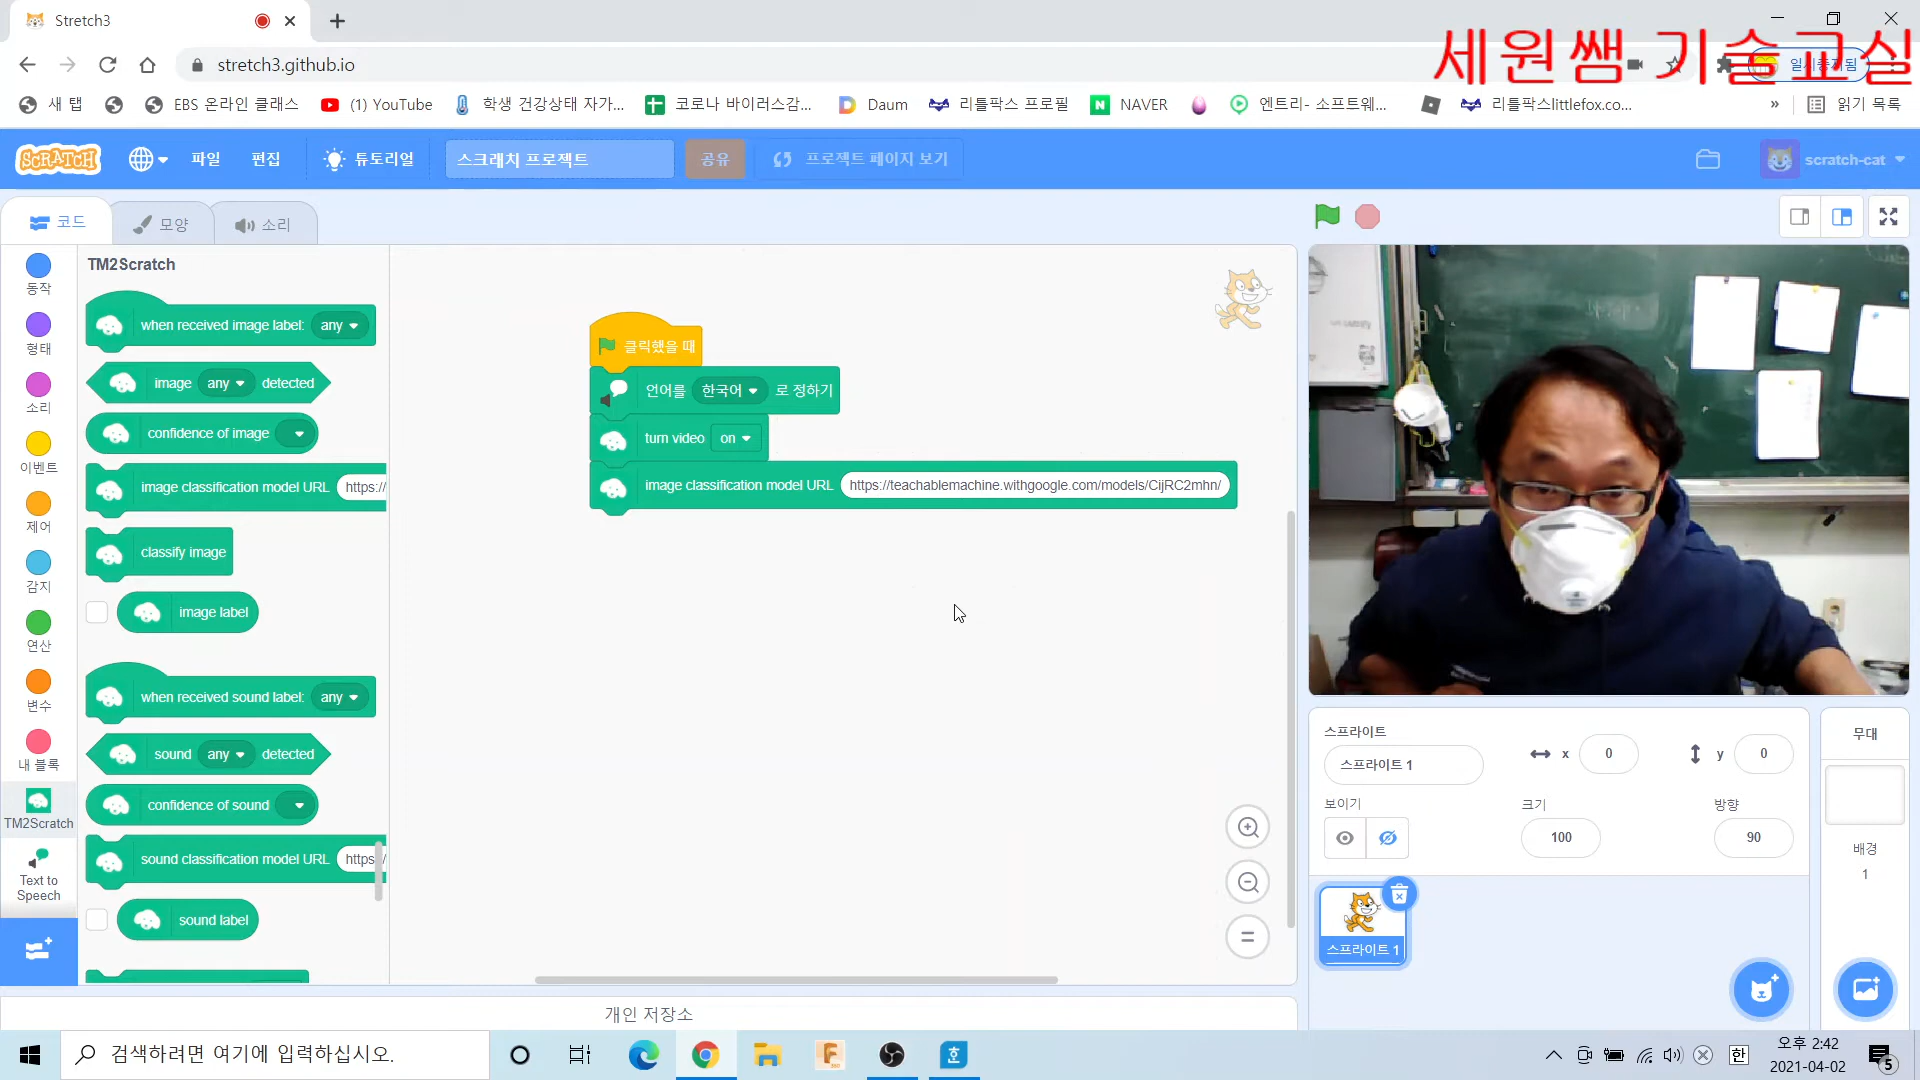 Stretch3
세원쌤 기술교실
stretch3.github.io
새 탭
EBS 온라인 클래스
(1) YouTube
학생 건강상태 자가...
코로나 바이러스감...
Daum
리틀팍스 프로필
NAVER
엔트리- 소프트웨...
리틀팍스littlefox.co...
»
읽기 목록
SCRATCH
파일
편집
튜토리얼
스크래치 프로젝트
공유
프로젝트 페이지 보기
scratch-cat
코드
모양
소리
동작
형태
소리
이벤트
제어
감지
연산
변수
내 블록
TM2Scratch
Text to
Speech
TM2Scratch
when received image label: any
image any detected
confidence of image
image classification model URL https://
classify image
image label
when received sound label: any
sound any detected
confidence of sound
sound classification model URL https:/
sound label
클릭했을 때
언어를 한국어 로 정하기
turn video on
image classification model URL https://teachablemachine.withgoogle.com/models/CijRC2mhn/
개인 저장소
스프라이트
스프라이트 1
x 0
y 0
보이기
크기
100
방향
90
스프라이트 1
무대
배경
1
검색하려면 여기에 입력하십시오.
한
오후 2:42
2021-04-02
5